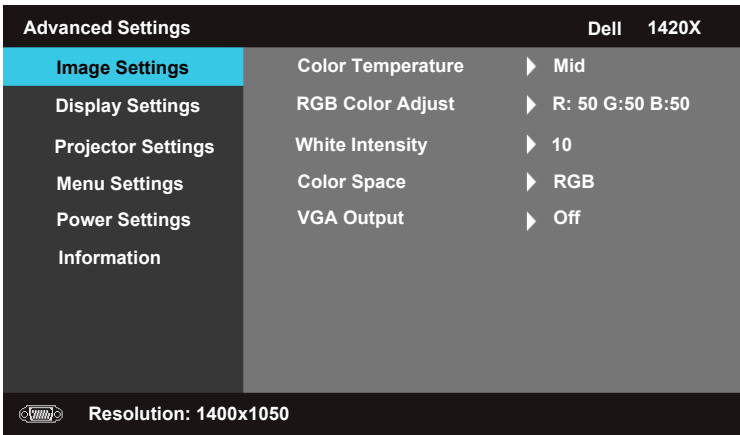 Advanced Settings Dell 1420X
Image Settings Color Temperature Mid
Display Settings RGB Color Adjust R: 50 G:50 B:50
Projector Settings White Intensity 10
Menu Settings Color Space RGB
Power Settings VGA Output Off
Information
Resolution: 1400x1050